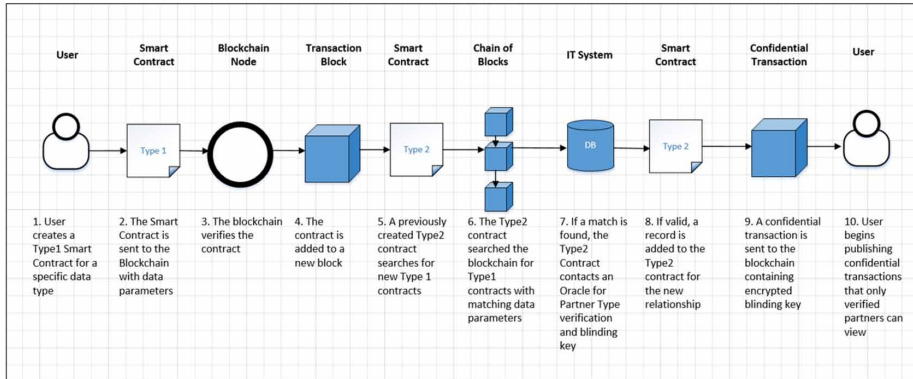 User
Smart
Contract
Blockchain
Node
Transaction
Block
Smart
Contract
Chain of
Blocks
IT System
Smart
Contract
Confidential
Transaction
User
Type 1
Type 2
DB
Type 2
1. User
creates a
Type1 Smart
Contract for a
specific data
type
2. The Smart
Contract is
sent to the
Blockchain
with data
parameters
3. The blockchain
verifies the
contract
4. The
contract is
added to a
new block
5. A previously
created Type2
contract
searches for
new Type 1
contracts
6. The Type2
contract
searched the
blockchain for
Type1
contracts with
matching data
parameters
7. If a match is
found, the
Type2
Contract
contacts an
Oracle for
Partner Type
verification
and blinding
key
8. If valid, a
record is
added to the
Type2
contract for
the new
relationship
9. A confidential
transaction is
sent to the
blockchain
containing
encrypted
blinding key
10. User
begins
publishing
confidential
transactions
that only
verified
partners can
view